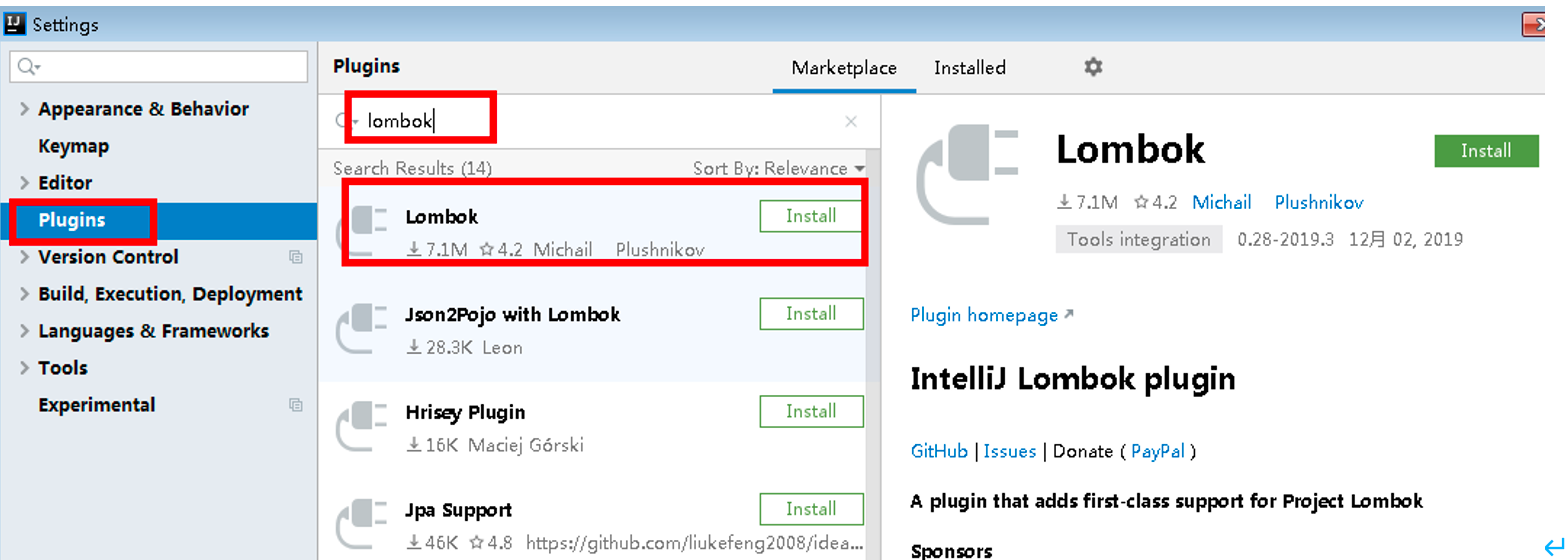 IJ Settings
Appearance & Behavior
Keymap
Editor
Plugins
Version Control
Build, Execution, Deployment
Languages & Frameworks
Tools
Experimental
Plugins
Marketplace
Installed
lombok
Search Results (14)
Sort By: Relevance
Lombok
Install
7.1M 4.2 Michail Plushnikov
Json2Pojo with Lombok
Install
28.3K Leon
Hrisey Plugin
Install
16K Maciej Górski
Jpa Support
Install
46K 4.8 https://github.com/liukefeng2008/idea...
Lombok
Install
7.1M 4.2 Michail Plushnikov
Tools integration 0.28-2019.3 12月 02, 2019
Plugin homepage
IntelliJ Lombok plugin
GitHub | Issues | Donate ( PayPal )
A plugin that adds first-class support for Project Lombok
Sponsors